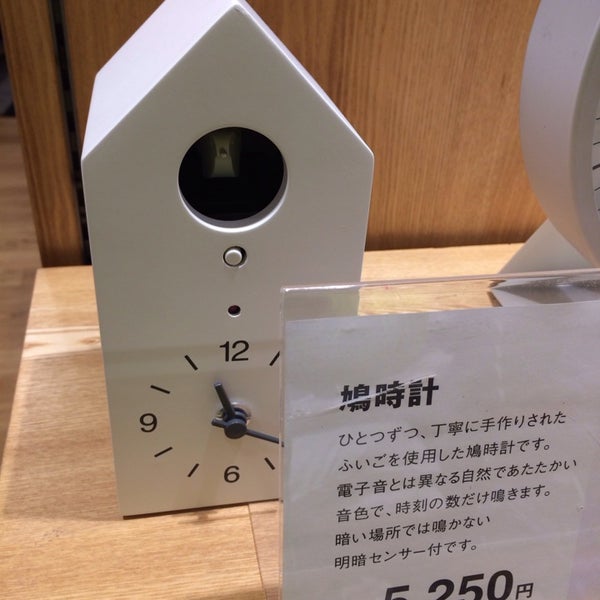 12
9
6
鳩時計
ひとつずつ、丁寧に手作りされた
ふいごを使用した鳩時計です。
電子音とは異なる自然であたたかい
音色で、時刻の数だけ鳴きます。
暗い場所では鳴かない
明暗センサー付です。
5,250円